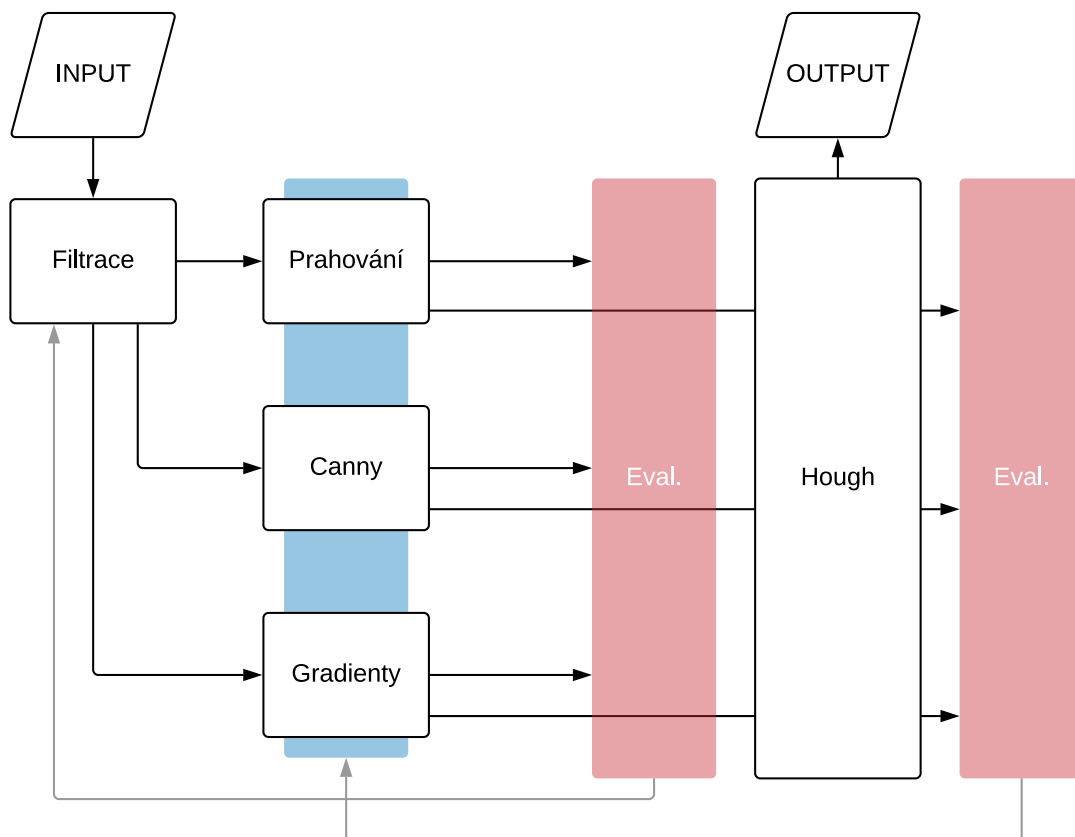 INPUT
OUTPUT
Filtrace
Prahování
Canny
Eval.
Hough
Eval.
Gradienty